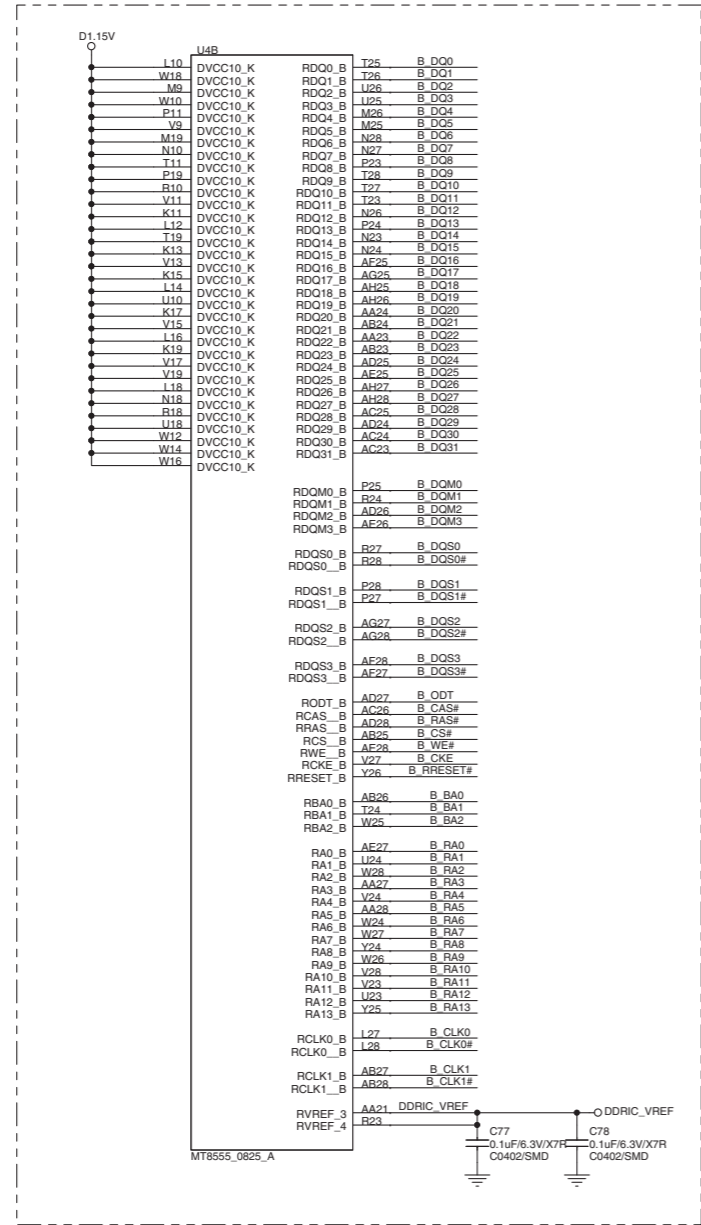 D1.15V
U4B
L10 DVCC10_K RDQ0_B T25 B_DQ0
W18 DVCC10_K RDQ1_B T26 B_DQ1
M9 DVCC10_K RDQ2_B U26 B_DQ2
W10 DVCC10_K RDQ3_B U25 B_DQ3
P11 DVCC10_K RDQ4_B M26 B_DQ4
V9 DVCC10_K RDQ5_B M25 B_DQ5
M19 DVCC10_K RDQ6_B N28 B_DQ6
N10 DVCC10_K RDQ7_B N27 B_DQ7
T11 DVCC10_K RDQ8_B P23 B_DQ8
P19 DVCC10_K RDQ9_B T28 B_DQ9
R10 DVCC10_K RDQ10_B T27 B_DQ10
V11 DVCC10_K RDQ11_B T23 B_DQ11
K11 DVCC10_K RDQ12_B N26 B_DQ12
L12 DVCC10_K RDQ13_B P24 B_DQ13
T19 DVCC10_K RDQ14_B N23 B_DQ14
K13 DVCC10_K RDQ15_B N24 B_DQ15
V13 DVCC10_K RDQ16_B AF25 B_DQ16
K15 DVCC10_K RDQ17_B AG25 B_DQ17
L14 DVCC10_K RDQ18_B AH25 B_DQ18
U10 DVCC10_K RDQ19_B AH26 B_DQ19
K17 DVCC10_K RDQ20_B AA24 B_DQ20
V15 DVCC10_K RDQ21_B AB24 B_DQ21
L16 DVCC10_K RDQ22_B AA23 B_DQ22
K19 DVCC10_K RDQ23_B AB23 B_DQ23
V17 DVCC10_K RDQ24_B AD25 B_DQ24
V19 DVCC10_K RDQ25_B AE25 B_DQ25
L18 DVCC10_K RDQ26_B AH27 B_DQ26
N18 DVCC10_K RDQ27_B AH28 B_DQ27
R18 DVCC10_K RDQ28_B AC25 B_DQ28
U18 DVCC10_K RDQ29_B AD24 B_DQ29
W12 DVCC10_K RDQ30_B AC24 B_DQ30
W14 DVCC10_K RDQ31_B AC23 B_DQ31
W16 DVCC10_K
RDQM0_B P25 B_DQM0
RDQM1_B R24 B_DQM1
RDQM2_B AD26 B_DQM2
RDQM3_B AE26 B_DQM3
RDQS0_B R27 B_DQS0
RDQS0__B R28 B_DQS0#
RDQS1_B P28 B_DQS1
RDQS1__B P27 B_DQS1#
RDQS2_B AG27 B_DQS2
RDQS2__B AG28 B_DQS2#
RDQS3_B AF28 B_DQS3
RDQS3__B AF27 B_DQS3#
RODT_B AD27 B_ODT
RCAS__B AC26 B_CAS#
RRAS__B AD28 B_RAS#
RCS__B AB25 B_CS#
RWE__B AE28 B_WE#
RCKE_B V27 B_CKE
RRESET_B Y26 B_RRESET#
RBA0_B AB26 B_BA0
RBA1_B T24 B_BA1
RBA2_B W25 B_BA2
RA0_B AE27 B_RA0
RA1_B U24 B_RA1
RA2_B W28 B_RA2
RA3_B AA27 B_RA3
RA4_B V24 B_RA4
RA5_B AA28 B_RA5
RA6_B W24 B_RA6
RA7_B W27 B_RA7
RA8_B Y24 B_RA8
RA9_B W26 B_RA9
RA10_B V28 B_RA10
RA11_B V23 B_RA11
RA12_B U23 B_RA12
RA13_B Y25 B_RA13
RCLK0_B L27 B_CLK0
RCLK0__B L28 B_CLK0#
RCLK1_B AB27 B_CLK1
RCLK1__B AB28 B_CLK1#
RVREF_3 AA21 DDRIC_VREF DDRIC_VREF
RVREF_4 R23
C77 C78
0.1uF/6.3V/X7R 0.1uF/6.3V/X7R
C0402/SMD C0402/SMD
MT8555_0825_A